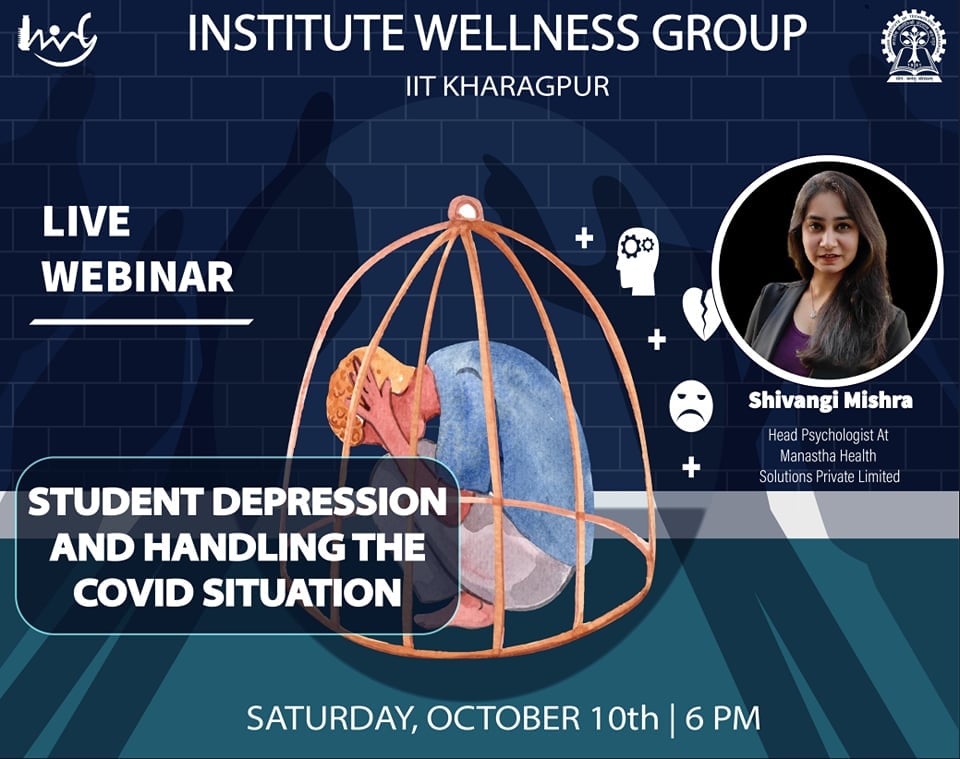 INSTITUTE WELLNESS GROUP
IIT KHARAGPUR
LIVE
WEBINAR
Shivangi Mishra
Head Psychologist At
Manastha Health
Solutions Private Limited
STUDENT DEPRESSION
AND HANDLING THE
COVID SITUATION
SATURDAY, OCTOBER 10th | 6 PM